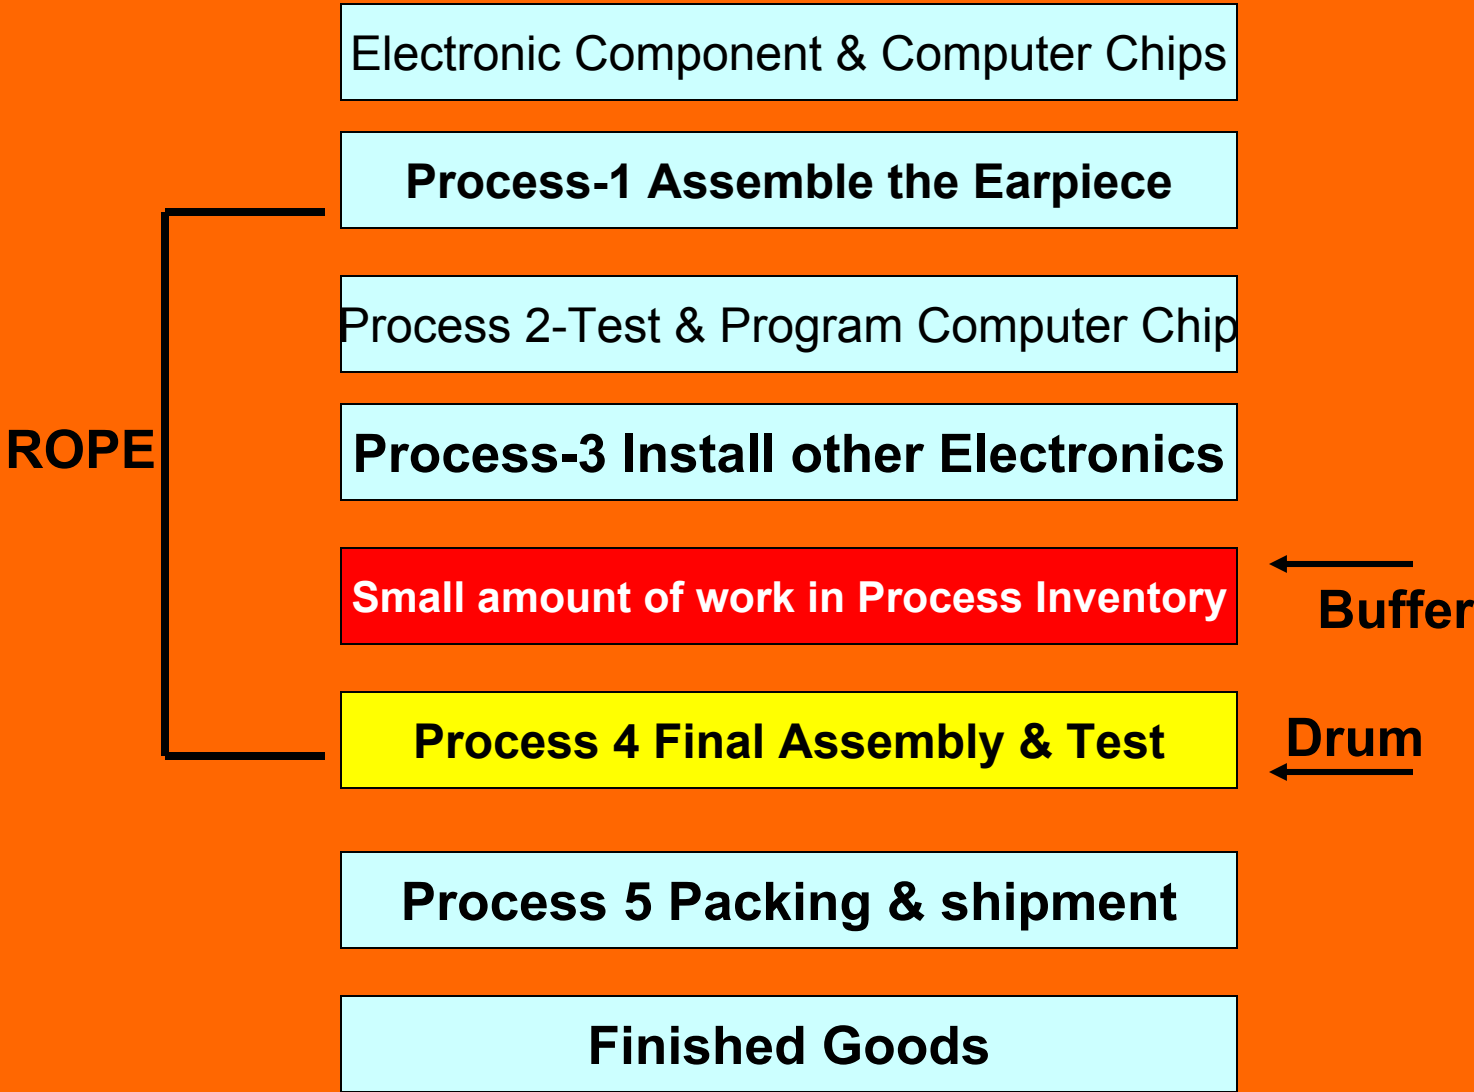 Electronic Component & Computer Chips
Process-1 Assemble the Earpiece
Process 2-Test & Program Computer Chip
ROPE
Process-3 Install other Electronics
Small amount of work in Process Inventory
Buffer
Process 4 Final Assembly & Test
Drum
Process 5 Packing & shipment
Finished Goods